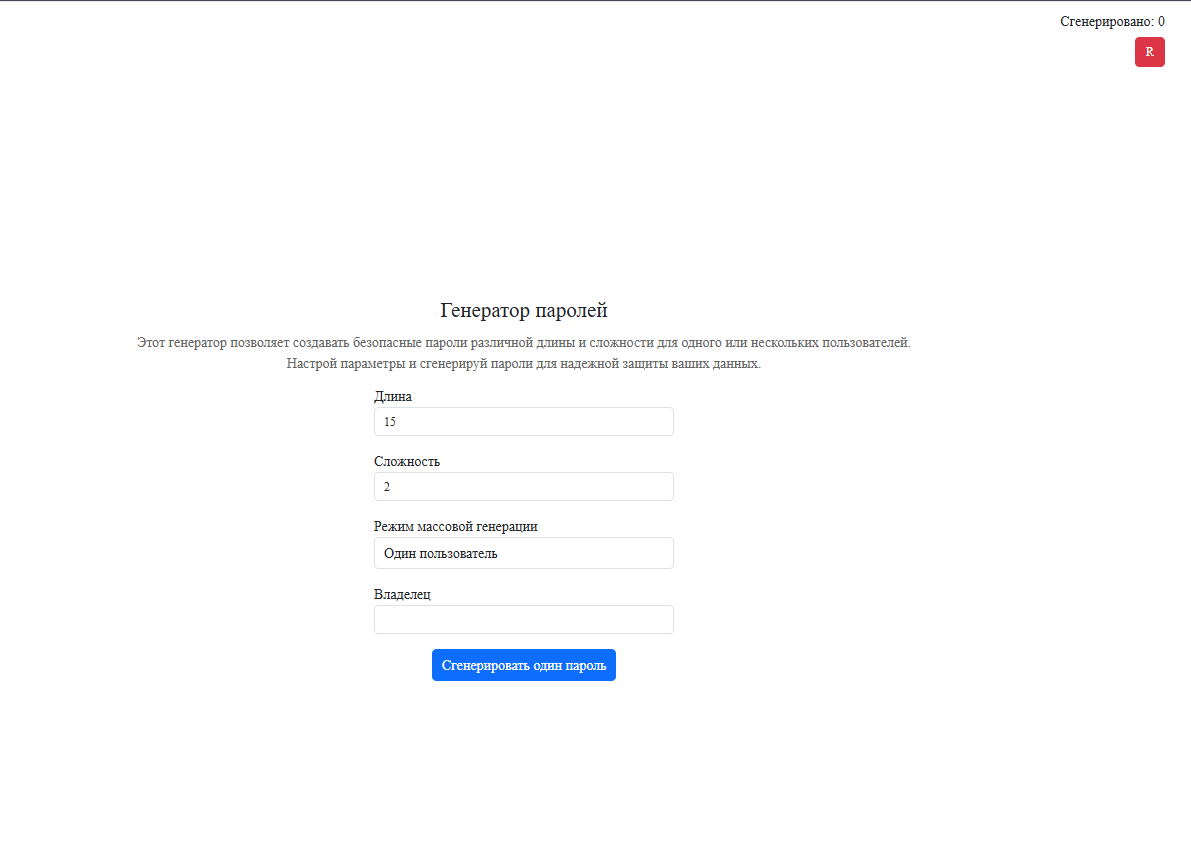 Сгенерировано: 0
R
Генератор паролей
Этот генератор позволяет создавать безопасные пароли различной длины и сложности для одного или нескольких пользователей.
Настрой параметры и сгенерируй пароли для надежной защиты ваших данных.
Длина
15
Сложность
2
Режим массовой генерации
Один пользователь
Владелец
Сгенерировать один пароль